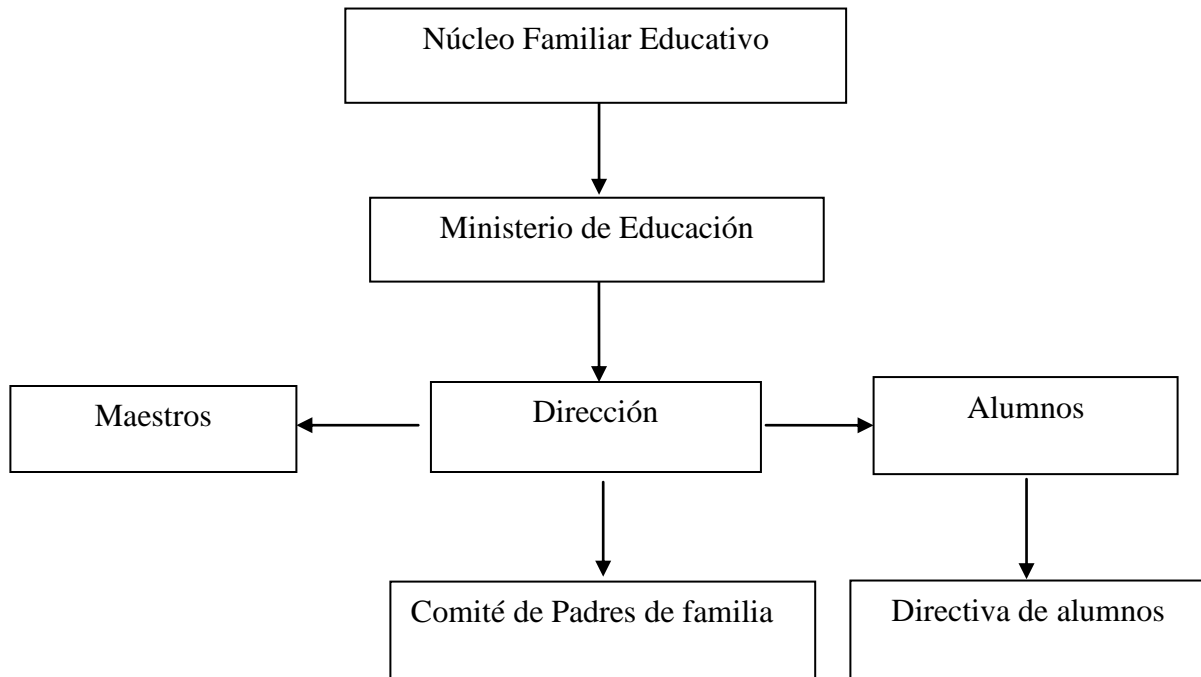 Núcleo Familiar Educativo
Ministerio de Educación
Maestros
Dirección
Alumnos
Comité de Padres de familia
Directiva de alumnos